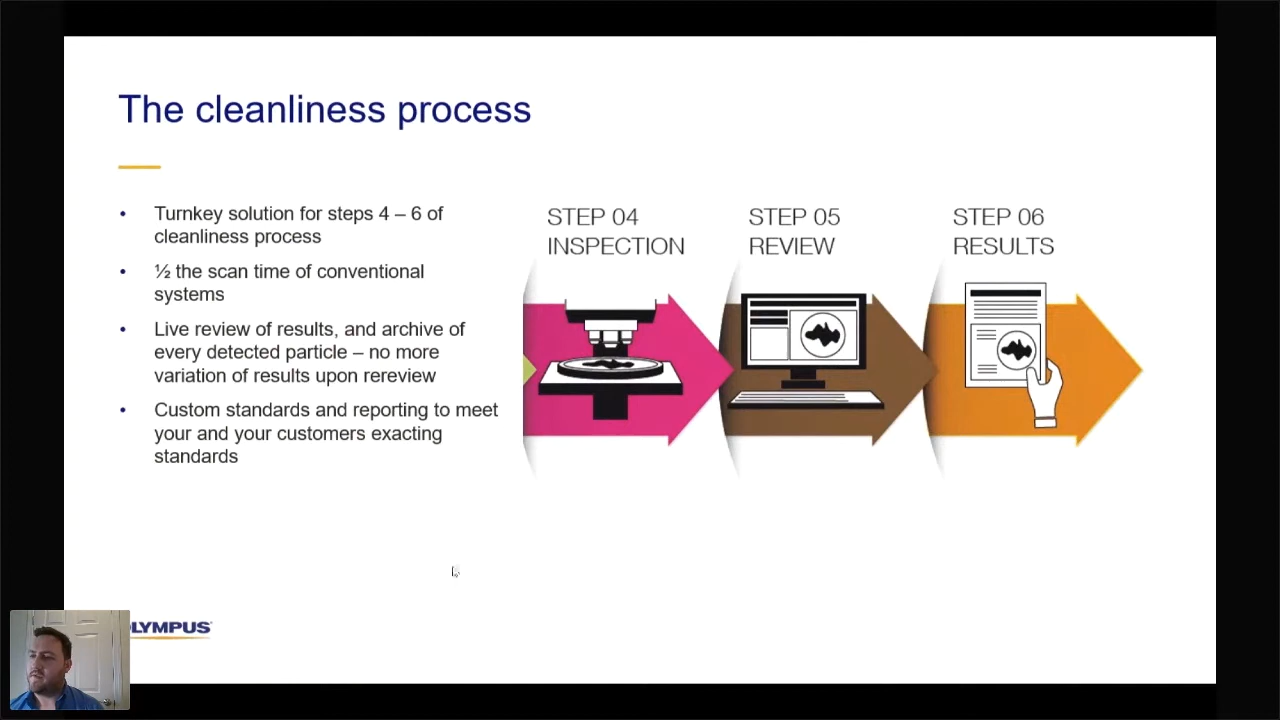 The cleanliness process
• Turnkey solution for steps 4 – 6 of
cleanliness process
• ½ the scan time of conventional
systems
• Live review of results, and archive of
every detected particle – no more
variation of results upon rereview
• Custom standards and reporting to meet
your and your customers exacting
standards
STEP 04
INSPECTION
STEP 05
REVIEW
STEP 06
RESULTS
LYMPUS